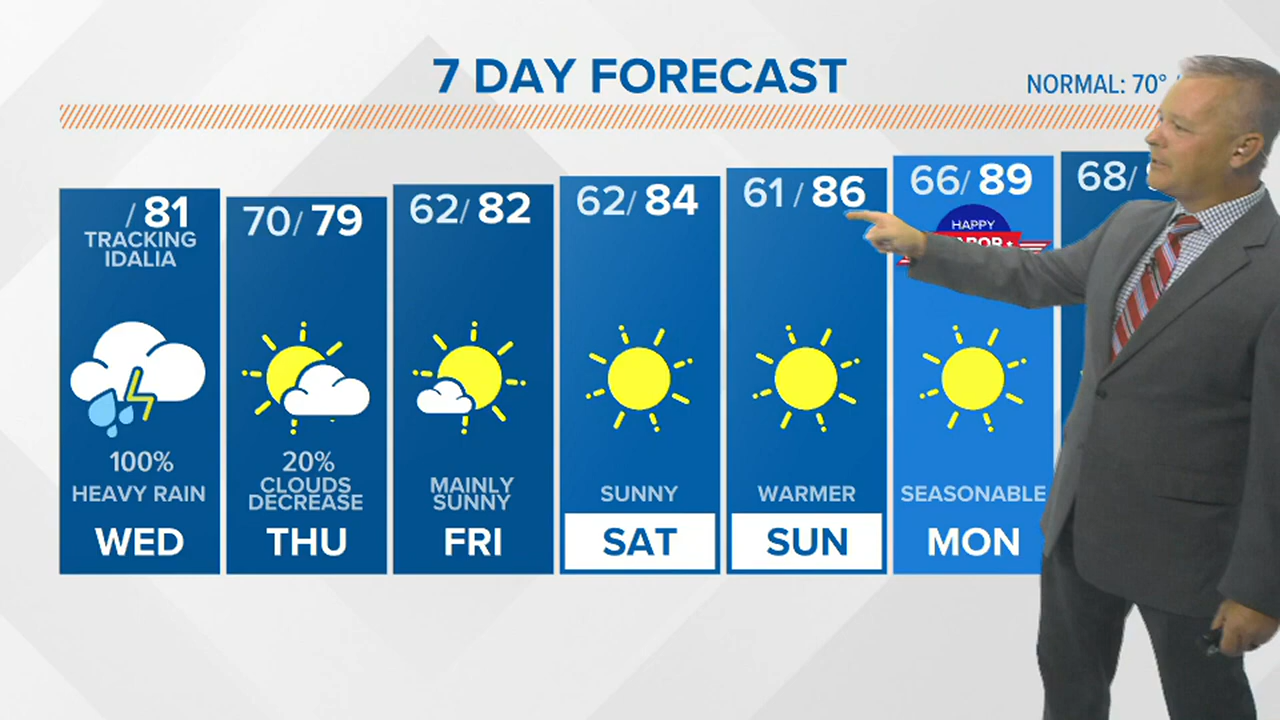 7 DAY FORECAST
NORMAL: 70°
/ 81
TRACKING
IDALIA
100%
HEAVY RAIN
WED
70/ 79
20%
CLOUDS
DECREASE
THU
62/ 82
MAINLY
SUNNY
FRI
62/ 84
SUNNY
SAT
61 / 86
WARMER
SUN
66/ 89
HAPPY
SEASONABLE
MON
68/